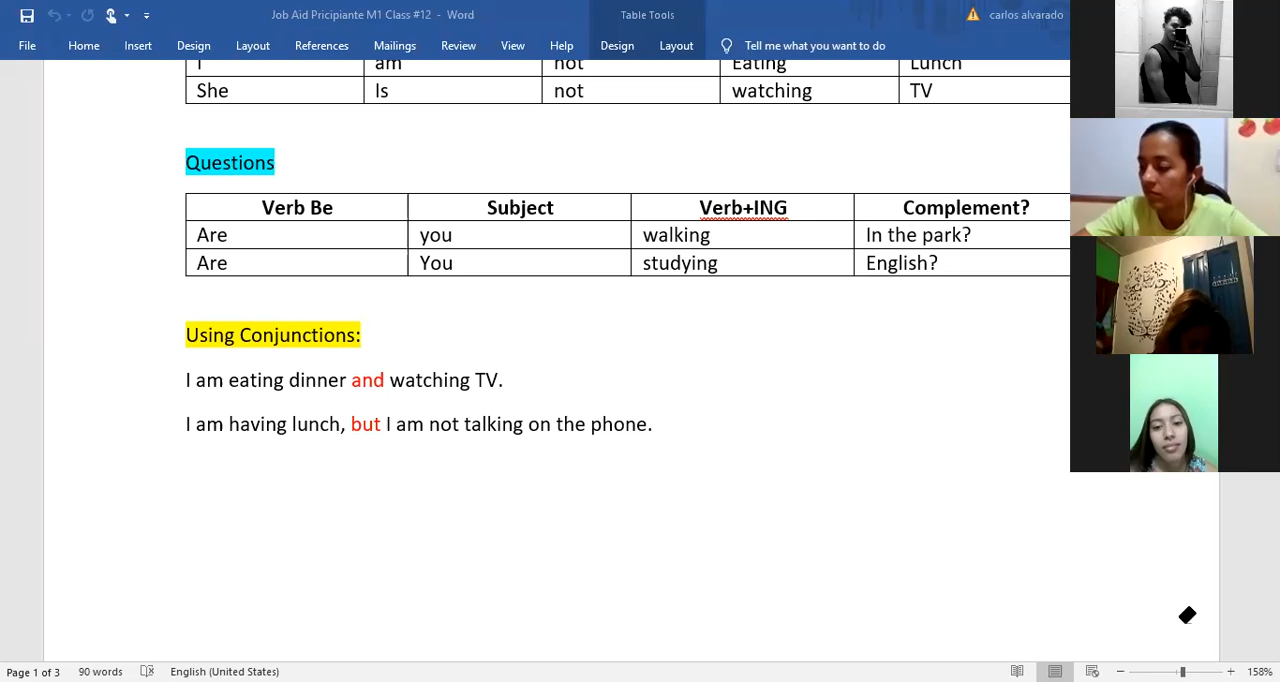 Job Aid Pricipiante M1 Class #12 - Word
Table Tools
carlos alvarado
File Home Insert Design Layout References Mailings Review View Help Design Layout Tell me what you want to do
I am not Eating Lunch
She Is not watching TV
Questions
Verb Be Subject Verb+ING Complement?
Are you walking In the park?
Are You studying English?
Using Conjunctions:
I am eating dinner and watching TV.
I am having lunch, but I am not talking on the phone.
Page 1 of 3 90 words English (United States) 158%